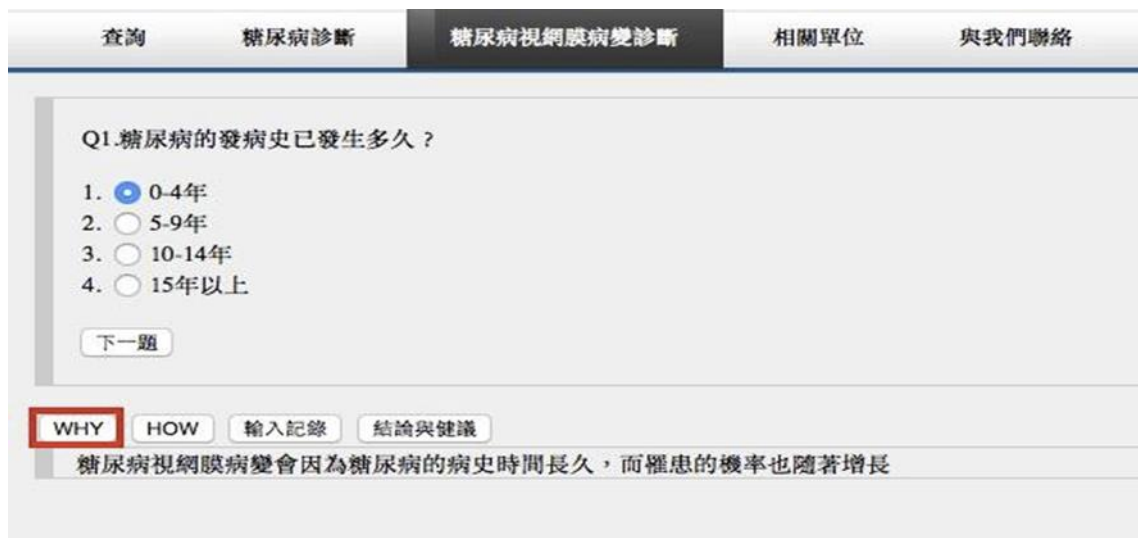 查詢 糖尿病診斷 糖尿病視網膜病變診斷 相關單位 與我們聯絡
Q1.糖尿病的發病史已發生多久？
1. 0-4年
2. 5-9年
3. 10-14年
4. 15年以上
下一題
WHY HOW 輸入記錄 結論與健議
糖尿病視網膜病變會因為糖尿病的病史時間長久，而罹患的機率也隨著增長